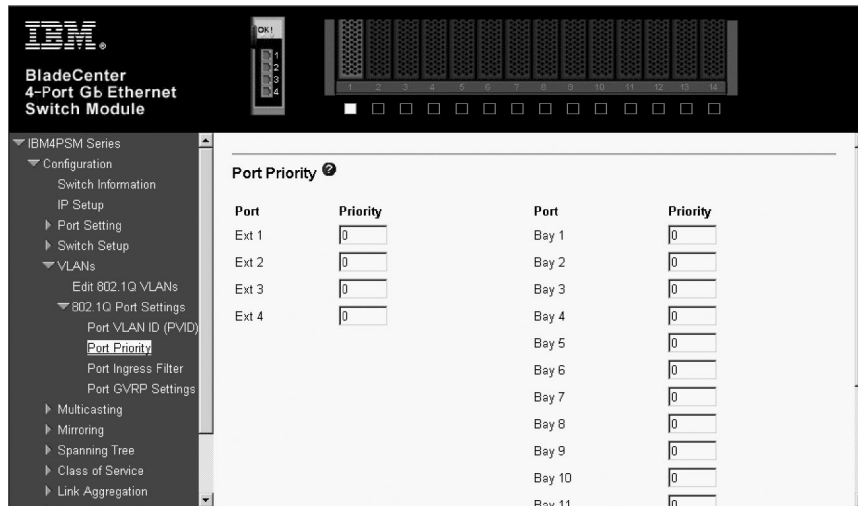 IBM®
BladeCenter
4-Port Gb Ethernet
Switch Module
OK!
1
2
3
4
1 2 3 4 5 6 7 8 9 10 11 12 13 14
IBM4PSM Series
Configuration
Switch Information
IP Setup
Port Setting
Switch Setup
VLANs
Edit 802.1Q VLANs
802.1Q Port Settings
Port VLAN ID (PVID)
Port Priority
Port Ingress Filter
Port GVRP Settings
Multicasting
Mirroring
Spanning Tree
Class of Service
Link Aggregation
Port Priority ?
Port Priority Port Priority
Ext 1 0 Bay 1 0
Ext 2 0 Bay 2 0
Ext 3 0 Bay 3 0
Ext 4 0 Bay 4 0
Bay 5 0
Bay 6 0
Bay 7 0
Bay 8 0
Bay 9 0
Bay 10 0
Bay 11 0